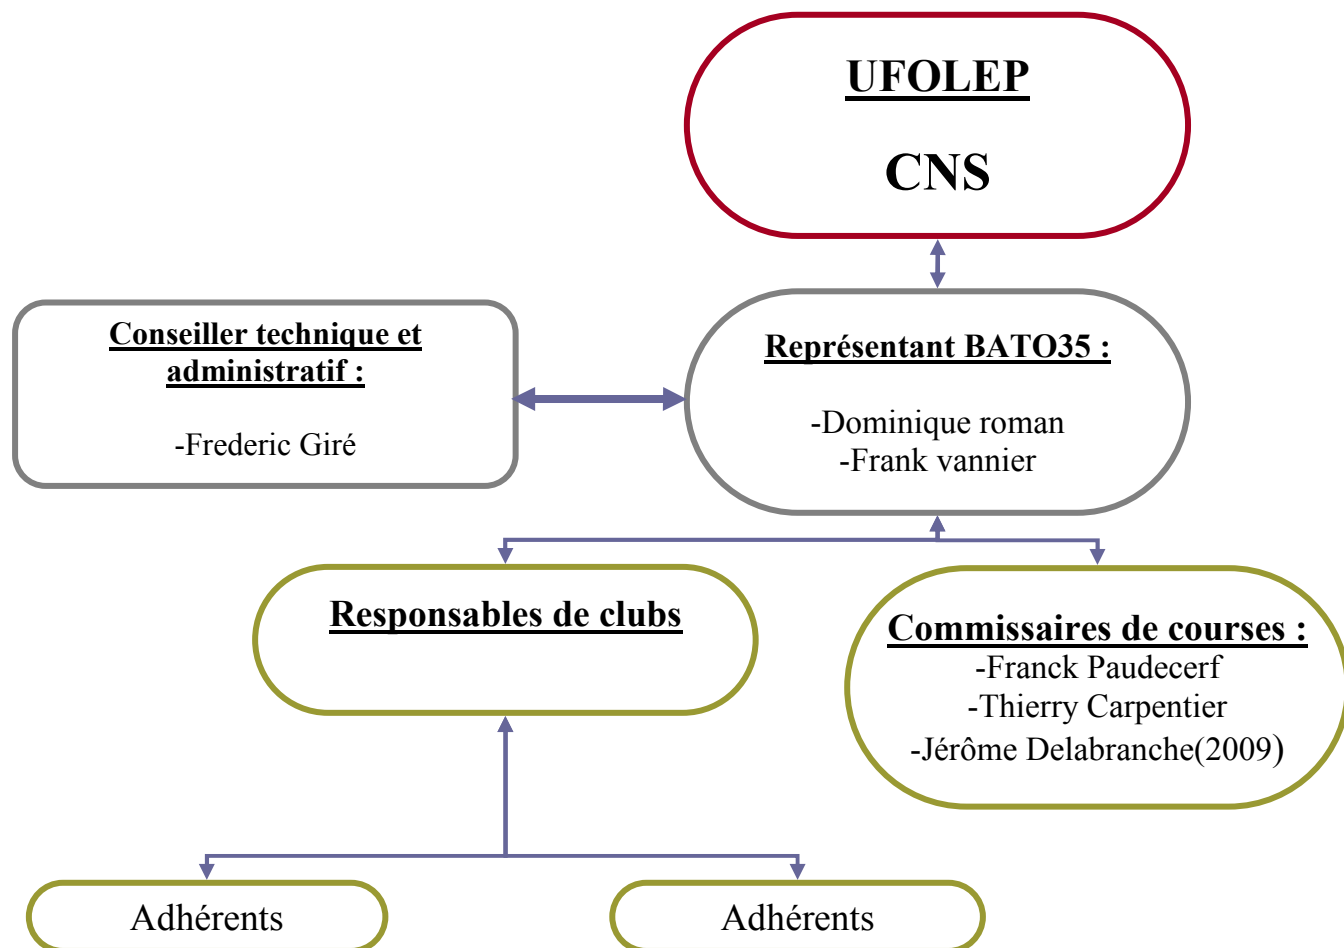 UFOLEP
CNS
Conseiller technique et
administratif :
-Frederic Giré
Représentant BATO35 :
-Dominique roman
-Frank vannier
Responsables de clubs
Commissaires de courses :
-Franck Paudecerf
-Thierry Carpentier
-Jérôme Delabranche(2009)
Adhérents
Adhérents